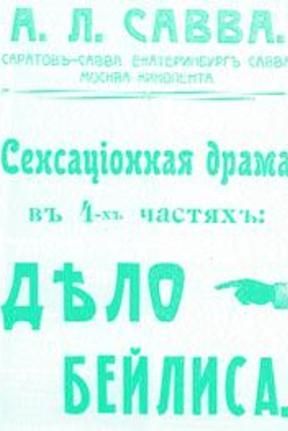 А. Л. САВВА.
САРАТОВЪ–САВВА ЕКАТЕРИНБУРГЪ САВВА
МОСКВА КИНОЛЕНТА
Сенсаціонная драма
въ 4-хъ частяхъ:
ДѢЛО
БЕЙЛИСА.